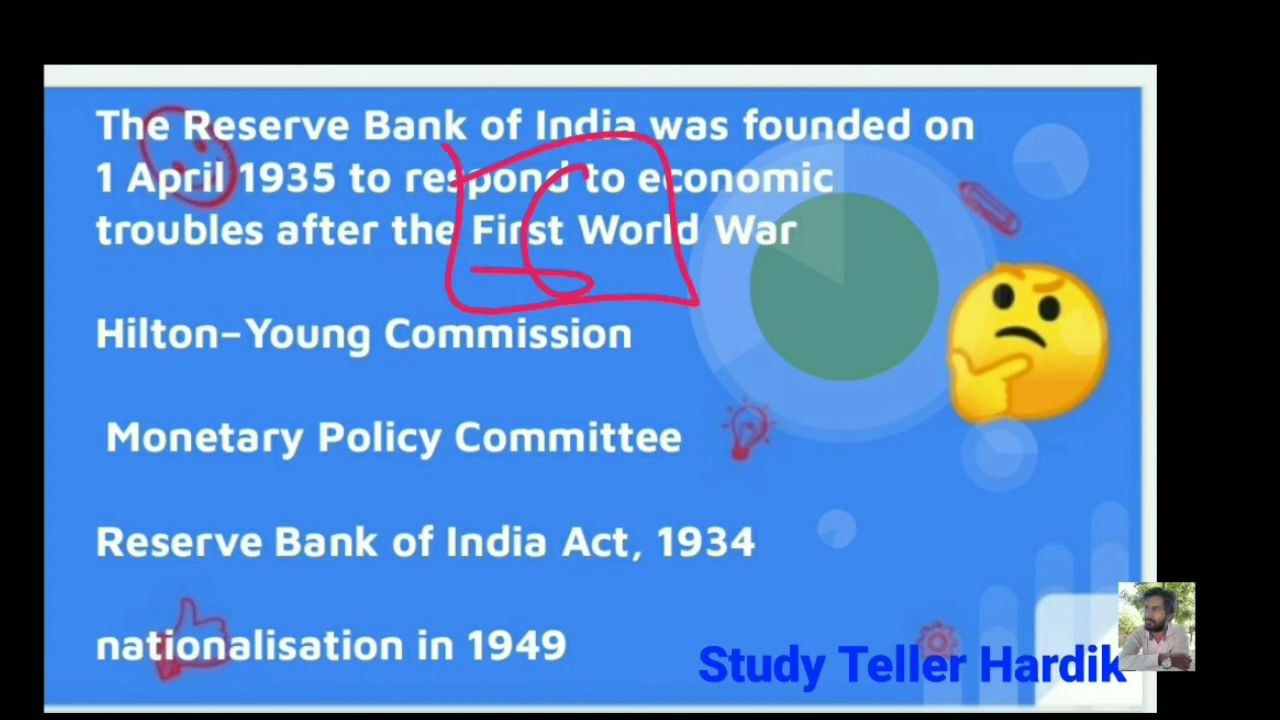 The Reserve Bank of India was founded on
1 April 1935 to respond to economic
troubles after the First World War
Hilton–Young Commission
Monetary Policy Committee
Reserve Bank of India Act, 1934
nationalisation in 1949
Study Teller Hardik